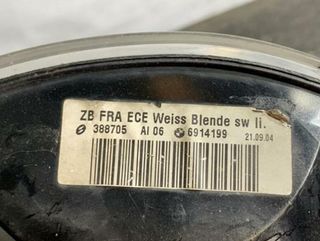 ZB FRA ECE Weiss Blende sw li.
388705 AI 06 6914199 21.09.04